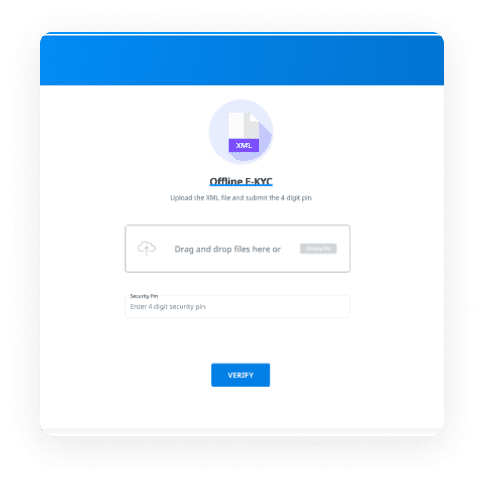 XML
Offline E-KYC
Upload the XML file and submit the 4 digit pin
Drag and drop files here or
Security Pin
Enter 4 digit security pin
VERIFY